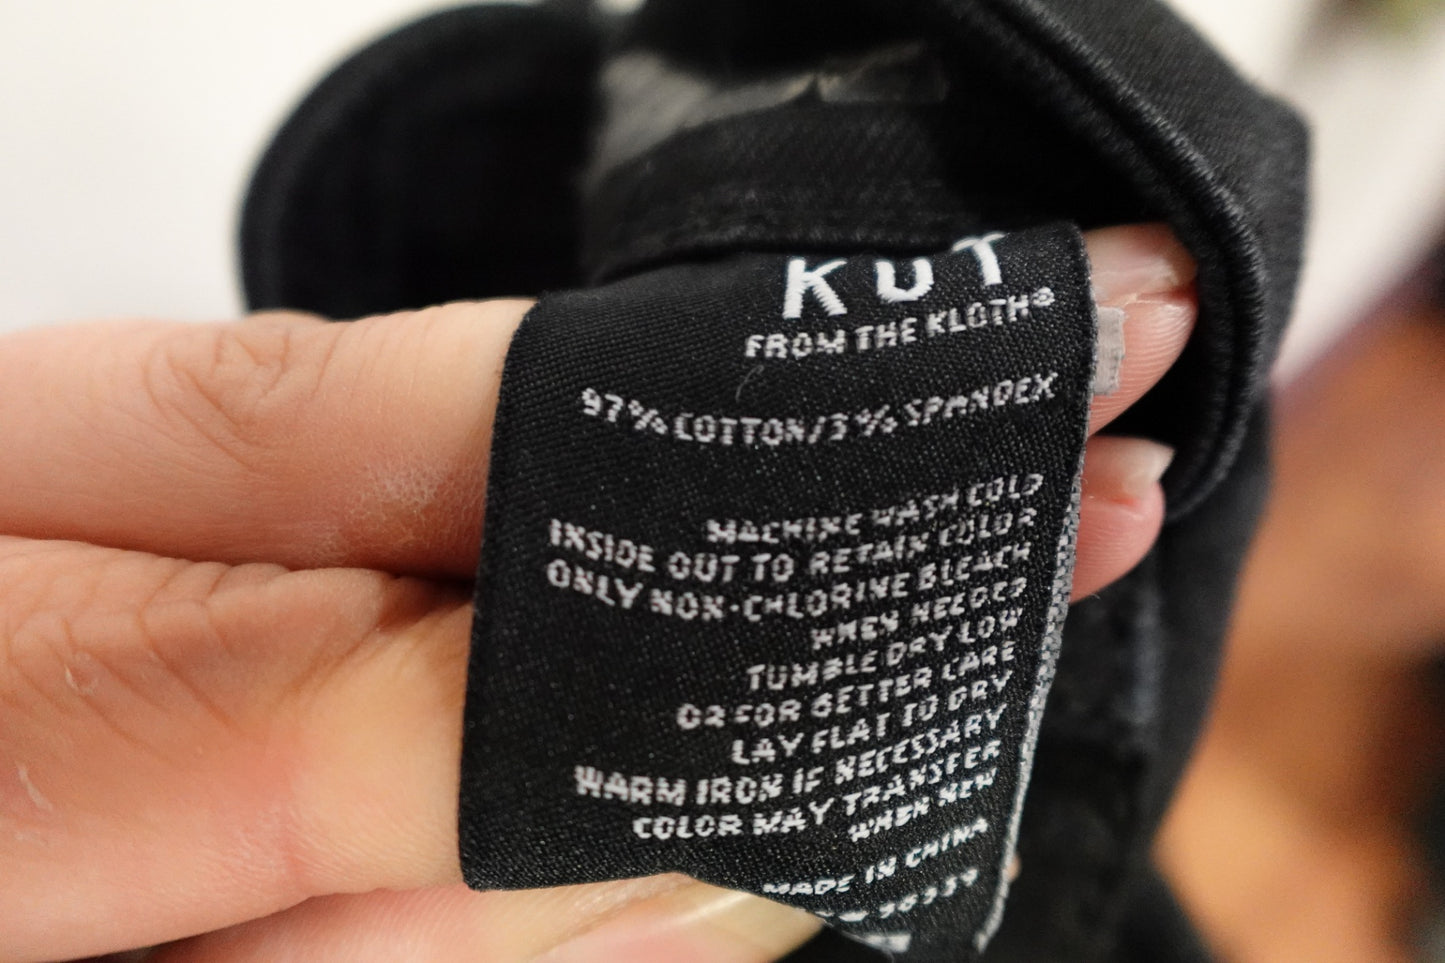 KUT
FROM THE KLOTH®
97% COTTON/3% SPANDEX
MACHINE WASH COLD
INSIDE OUT TO RETAIN COLOR
ONLY NON-CHLORINE BLEACH
WHEN NEEDED
TUMBLE DRY LOW
OR FOR BETTER CARE
LAY FLAT TO DRY
WARM IRON IF NECESSARY
COLOR MAY TRANSFER
WHEN NEW
MADE IN CHINA